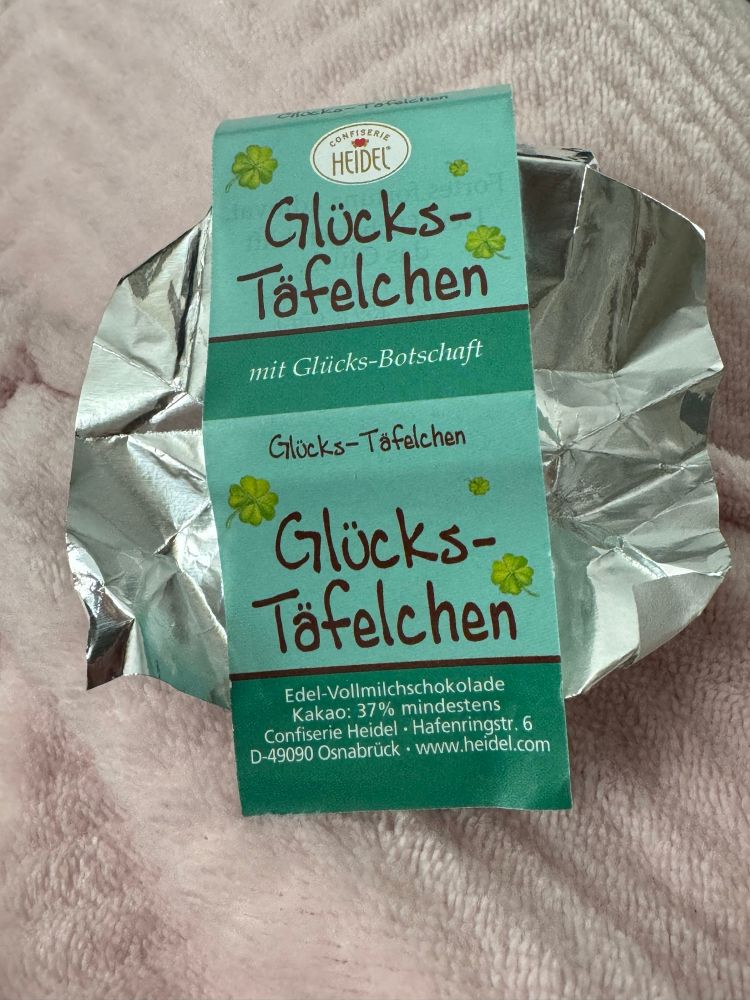 Glücks-Täfelchen
CONFISERIE
HEIDEL
Glücks-
Täfelchen
mit Glücks-Botschaft
Glücks-Täfelchen
Glücks-
Täfelchen
Edel-Vollmilchschokolade
Kakao: 37% mindestens
Confiserie Heidel · Hafenringstr. 6
D-49090 Osnabrück · www.heidel.com